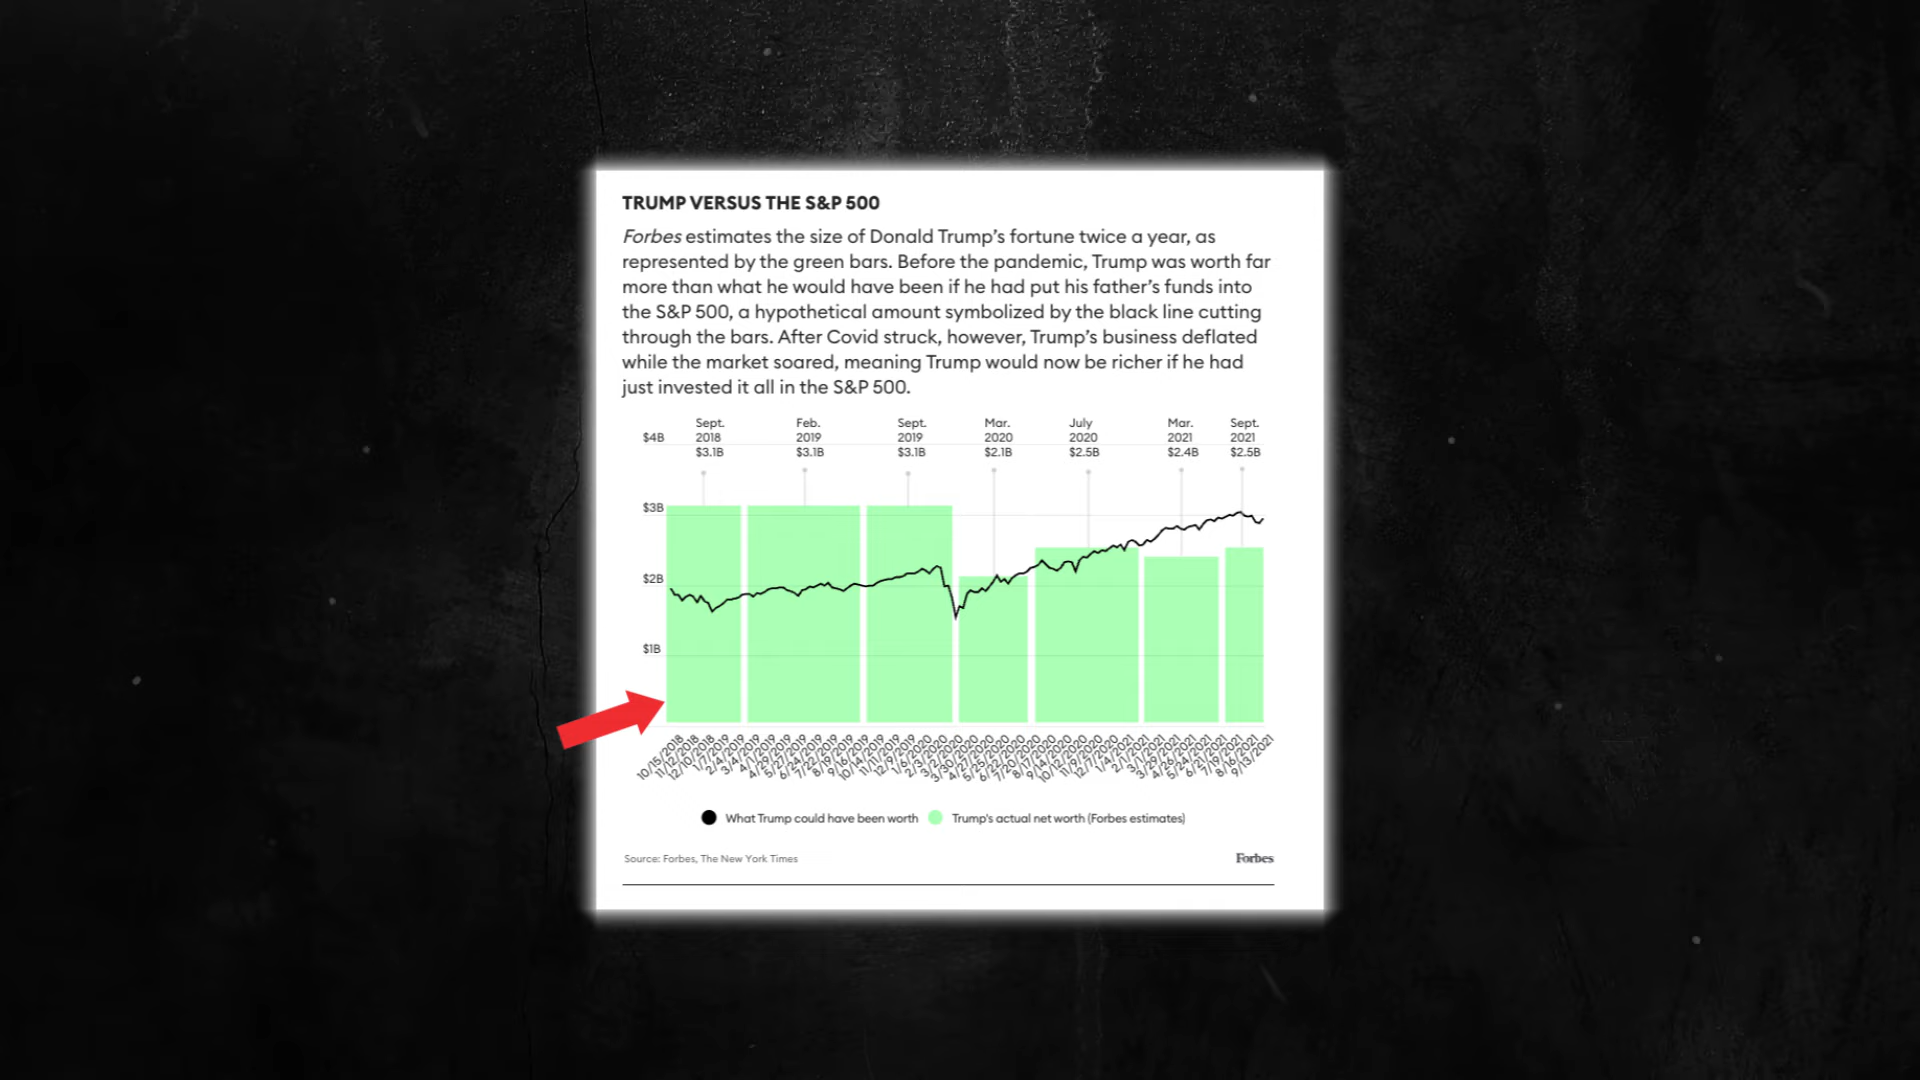 TRUMP VERSUS THE S&P 500
Forbes estimates the size of Donald Trump’s fortune twice a year, as
represented by the green bars. Before the pandemic, Trump was worth far
more than what he would have been if he had put his father’s funds into
the S&P 500, a hypothetical amount symbolized by the black line cutting
through the bars. After Covid struck, however, Trump’s business deflated
while the market soared, meaning Trump would now be richer if he had
just invested it all in the S&P 500.
Sept. Feb. Sept. Mar. July Mar. Sept.
$4B 2018 2019 2019 2020 2020 2021 2021
$3.1B $3.1B $3.1B $2.1B $2.5B $2.4B $2.5B
$3B
$2B
$1B
10/15/2018 11/12/2018 12/10/2018 1/7/2019 2/4/2019 3/4/2019 4/1/2019 4/29/2019 5/27/2019 6/24/2019 7/22/2019 8/19/2019 9/16/2019 10/14/2019 11/11/2019 12/9/2019 1/6/2020 2/3/2020 3/2/2020 3/30/2020 4/27/2020 5/25/2020 6/22/2020 7/20/2020 8/17/2020 9/14/2020 10/12/2020 11/9/2020 12/7/2020 1/4/2021 2/1/2021 3/1/2021 3/29/2021 4/26/2021 5/24/2021 6/21/2021 7/19/2021 8/16/2021 9/13/2021
What Trump could have been worth Trump's actual net worth (Forbes estimates)
Source: Forbes, The New York Times Forbes